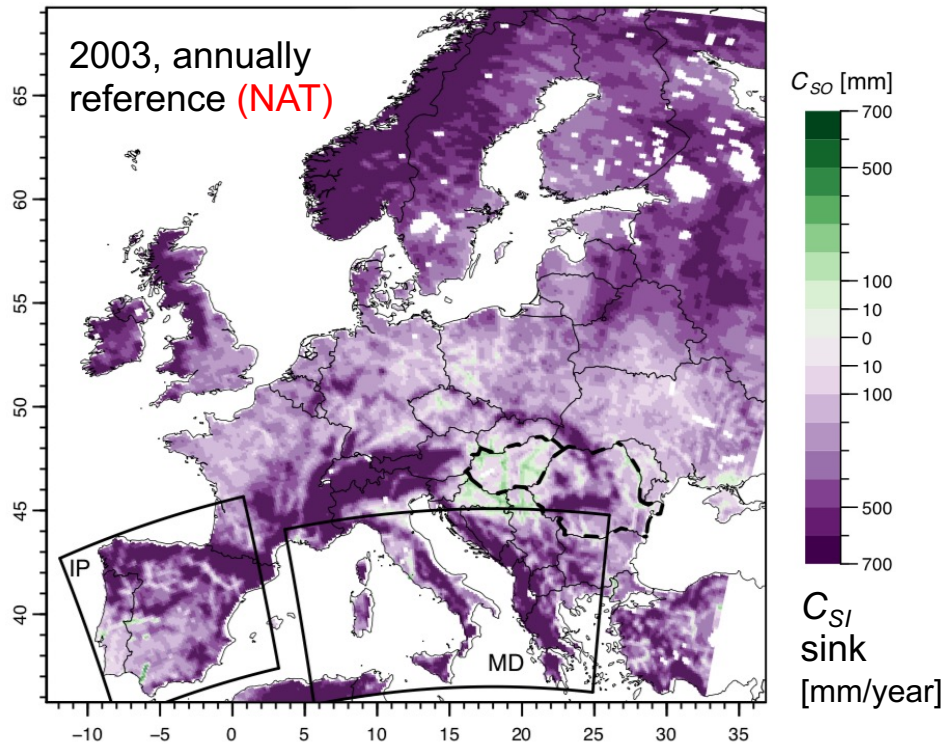 2003, annually
reference (NAT)
IP
MD
65
60
55
50
45
40
−10 −5 0 5 10 15 20 25 30 35
C_SO [mm]
700
500
100
10
0
10
100
500
700
C_SI
sink
[mm/year]